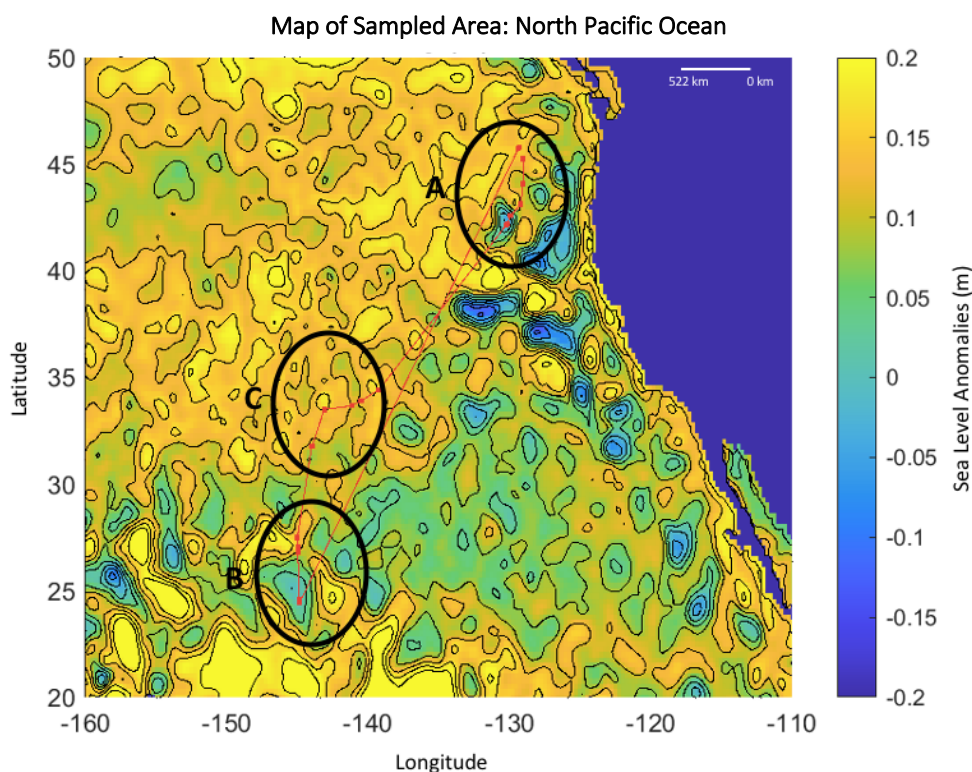 Map of Sampled Area: North Pacific Ocean
50
45
40
35
30
25
20
Latitude
-160
-150
-140
-130
-120
-110
Longitude
522 km 0 km
A
C
B
0.2
0.15
0.1
0.05
0
-0.05
-0.1
-0.15
-0.2
Sea Level Anomalies (m)